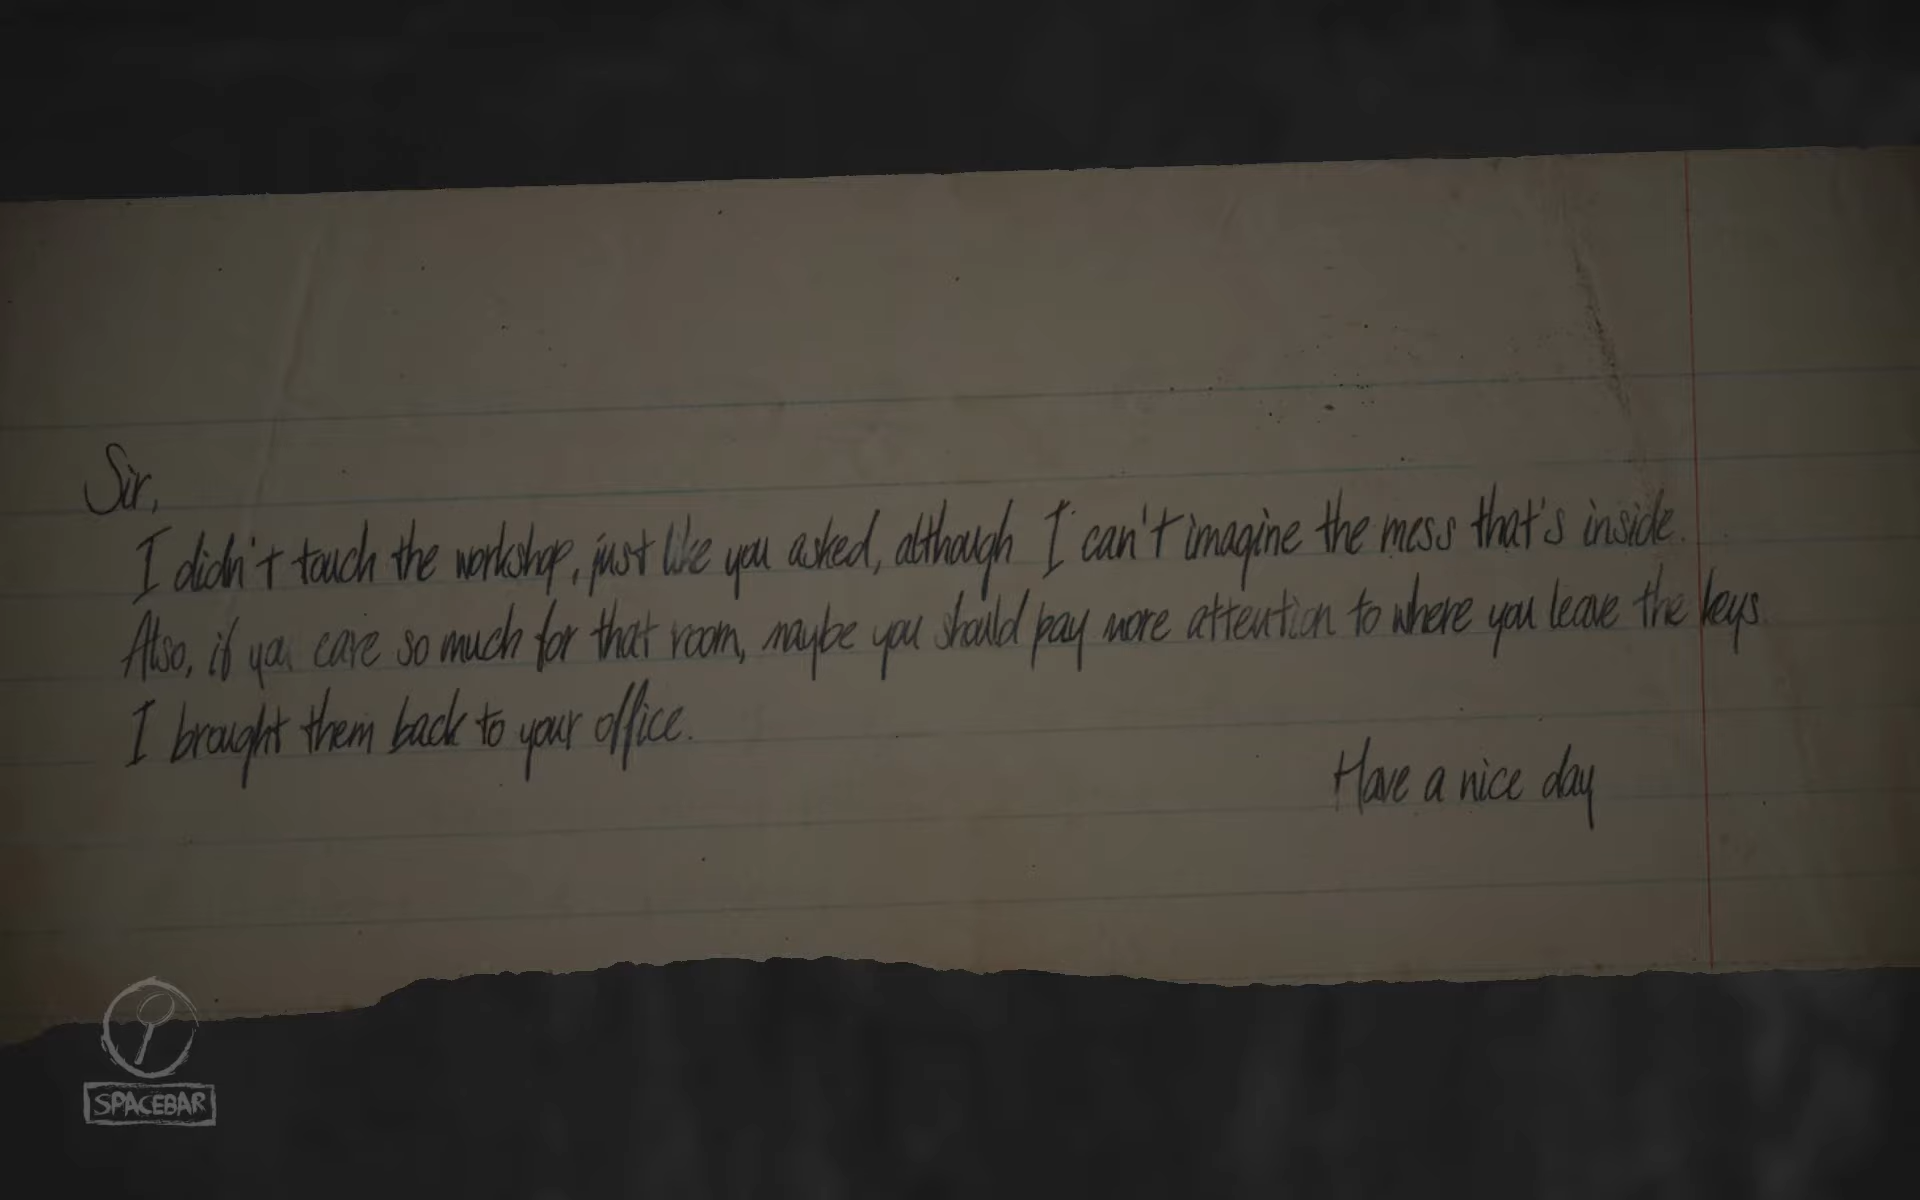 Sir,
I didn't touch the workshop, just like you asked, although I can't imagine the mess that's inside.
Also, if you care so much for that room, maybe you should pay more attention to where you leave the keys.
I brought them back to your office.
Have a nice day
SPACEBAR